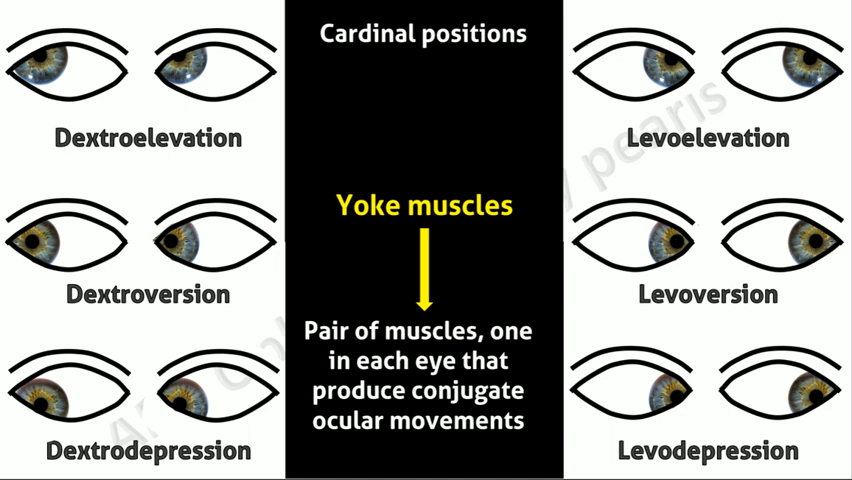 Cardinal positions
Dextroelevation
Levoelevation
Yoke muscles
Dextroversion
Levoversion
Pair of muscles, one
in each eye that
produce conjugate
ocular movements
Dextrodepression
Levodepression
pearls